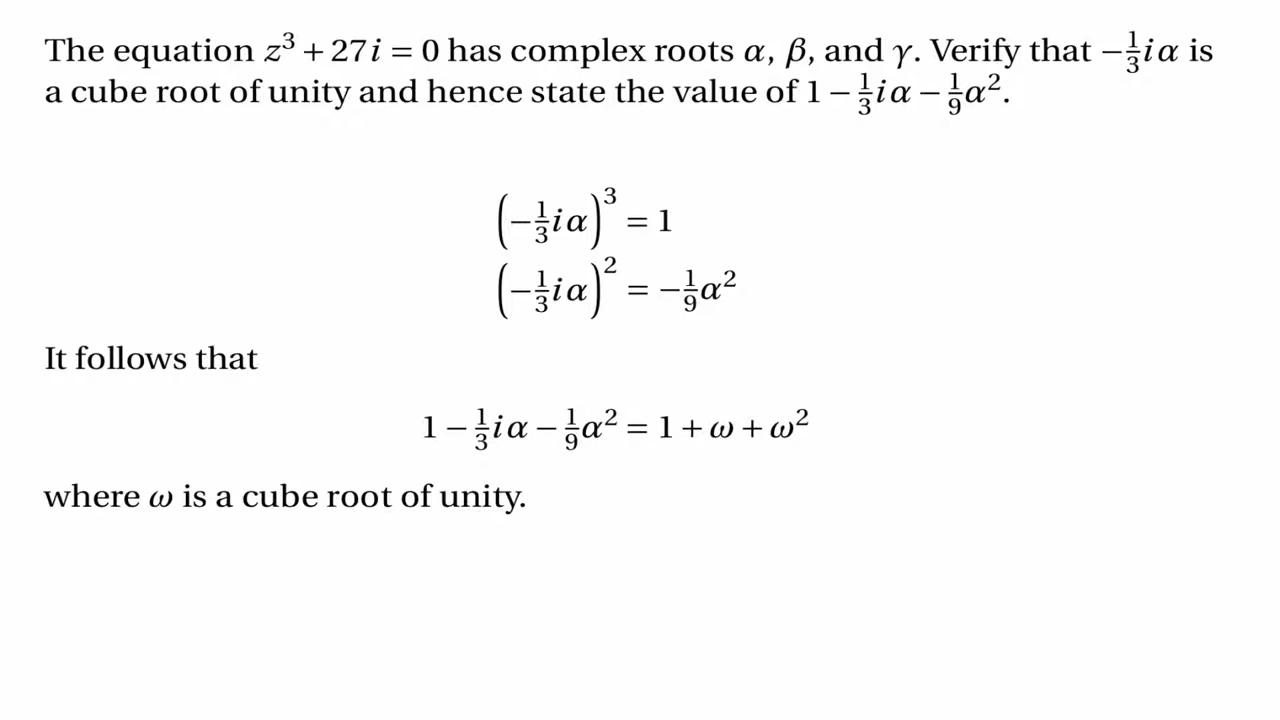 The equation z³ + 27i = 0 has complex roots α, β, and γ. Verify that −⅓iα is
a cube root of unity and hence state the value of 1 − ⅓iα − ⅑α².
(−⅓iα)³ = 1
(−⅓iα)² = −⅑α²
It follows that
1 − ⅓iα − ⅑α² = 1 + ω + ω²
where ω is a cube root of unity.